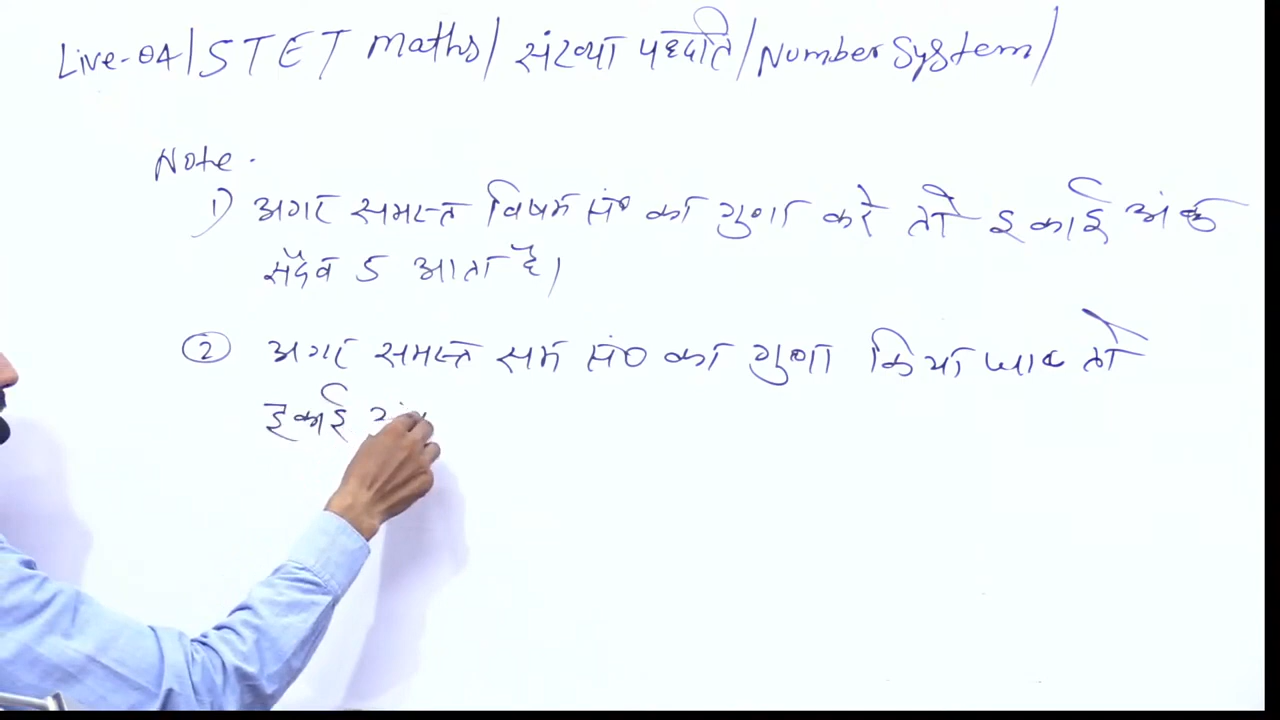 Live-04/STET Maths/संख्या पद्धति/Number System/
Note.
1) अगर समस्त विषम सं० का गुणा करे तो इकाई अंक
सदैव 5 आता है।
② अगर समस्त सम सं० का गुणा किया जाए तो
इकाई अं